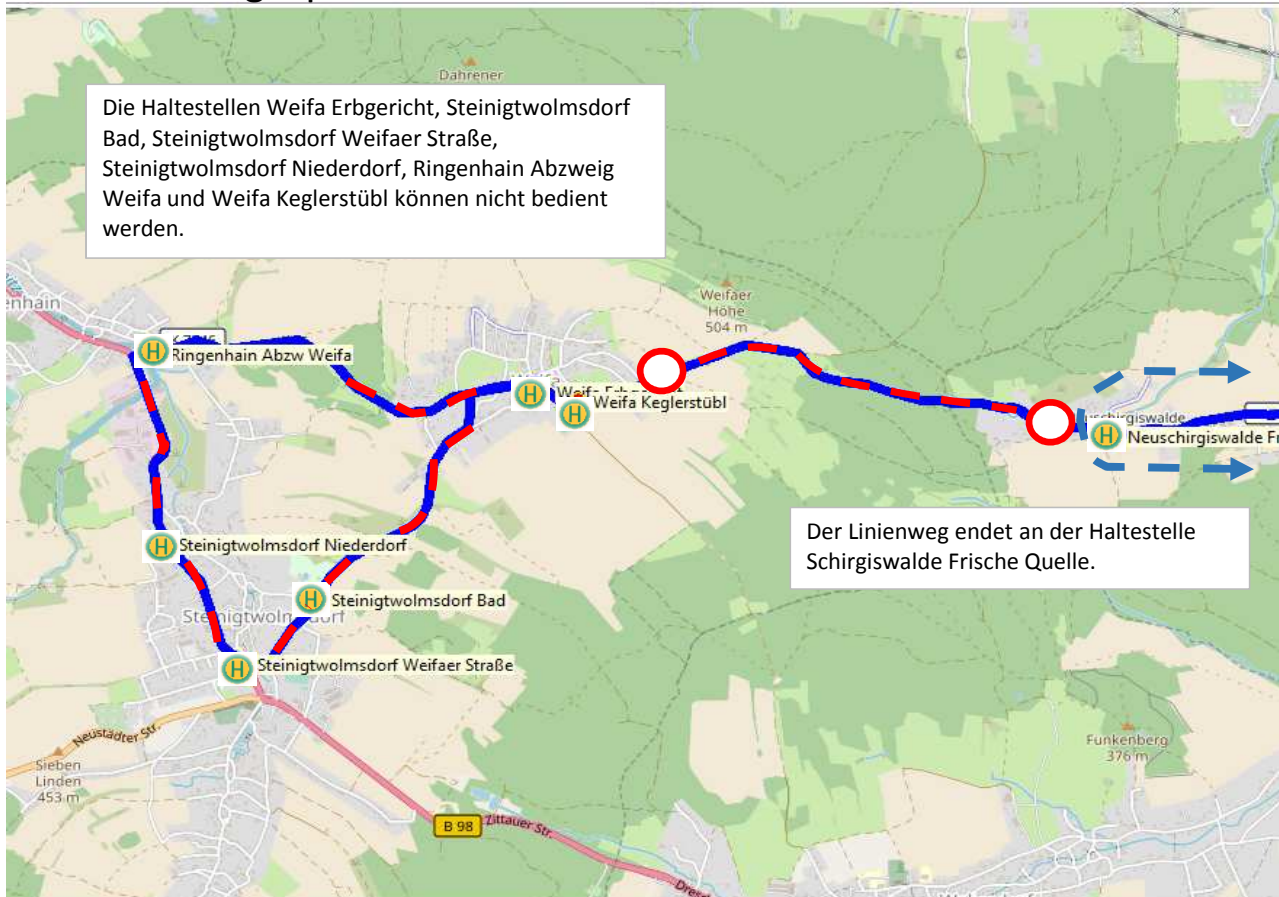 Dahrener
Die Haltestellen Weifa Erbgericht, Steinigtwolmsdorf
Bad, Steinigtwolmsdorf Weifaer Straße,
Steinigtwolmsdorf Niederdorf, Ringenhain Abzweig
Weifa und Weifa Keglerstübl können nicht bedient
werden.
Weifaer
Höhe
504 m
enhain
Ringenhain Abzw Weifa
Weifa
Weifa Keglerstübl
Neuschirgiswalde Fr
Der Linienweg endet an der Haltestelle
Schirgiswalde Frische Quelle.
Steinigtwolmsdorf Niederdorf
Steinigtwolmsdorf Bad
Steinigtwolmsdorf
Steinigtwolmsdorf Weifaer Straße
Neustädter Str.
Sieben
Linden
453 m
Funkenberg
376 m
B 98
Zittauer Str.